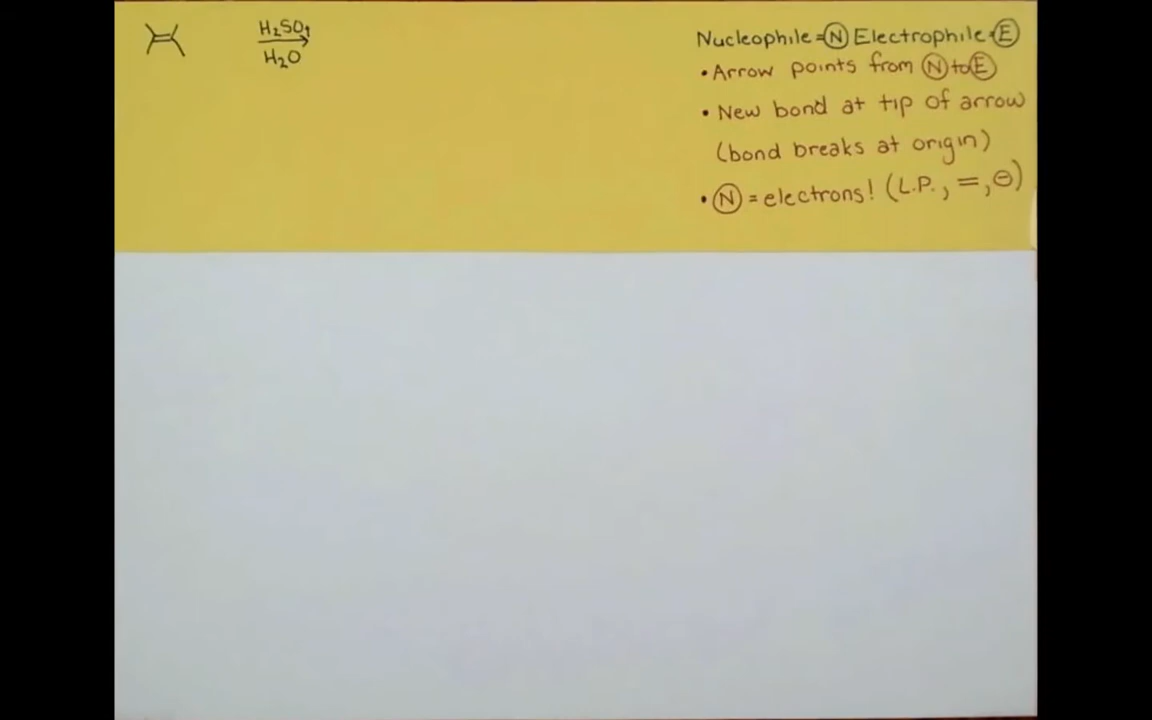 H₂SO₄
H₂O
Nucleophile = Ⓝ Electrophile = Ⓔ
• Arrow points from Ⓝ to Ⓔ
• New bond at tip of arrow
(bond breaks at origin)
• Ⓝ = electrons! (L.P., =, ⊖)